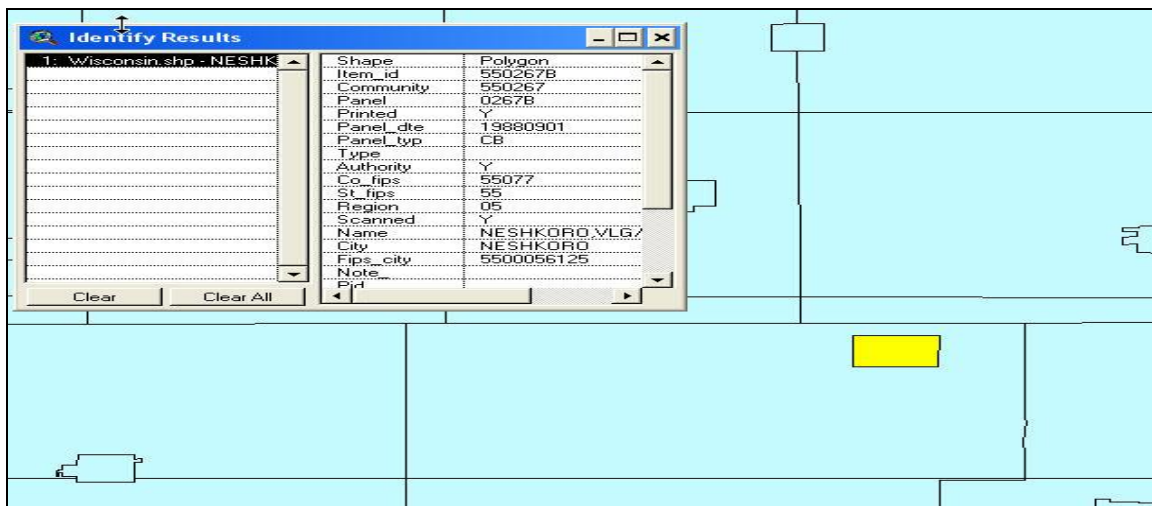 Identify Results
1: Wisconsin.shp - NESHK
Shape Polygon
Item_id 550267B
Community 550267
Panel 0267B
Printed Y
Panel_dte 19880901
Panel_typ CB
Type
Authority Y
Co_fips 55077
St_fips 55
Region 05
Scanned Y
Name NESHKORO,VLG/
City NESHKORO
Fips_city 5500056125
Note_
Pid
Clear Clear All